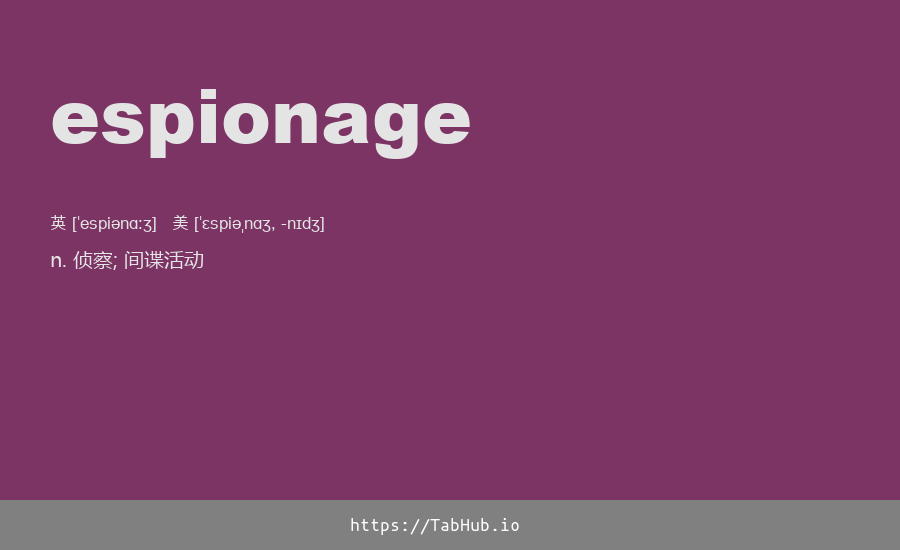 espionage
英 [ˈespiənɑːʒ] 美 [ˈɛspiəˌnɑʒ, -nɪdʒ]
n. 侦察; 间谍活动
https://TabHub.io